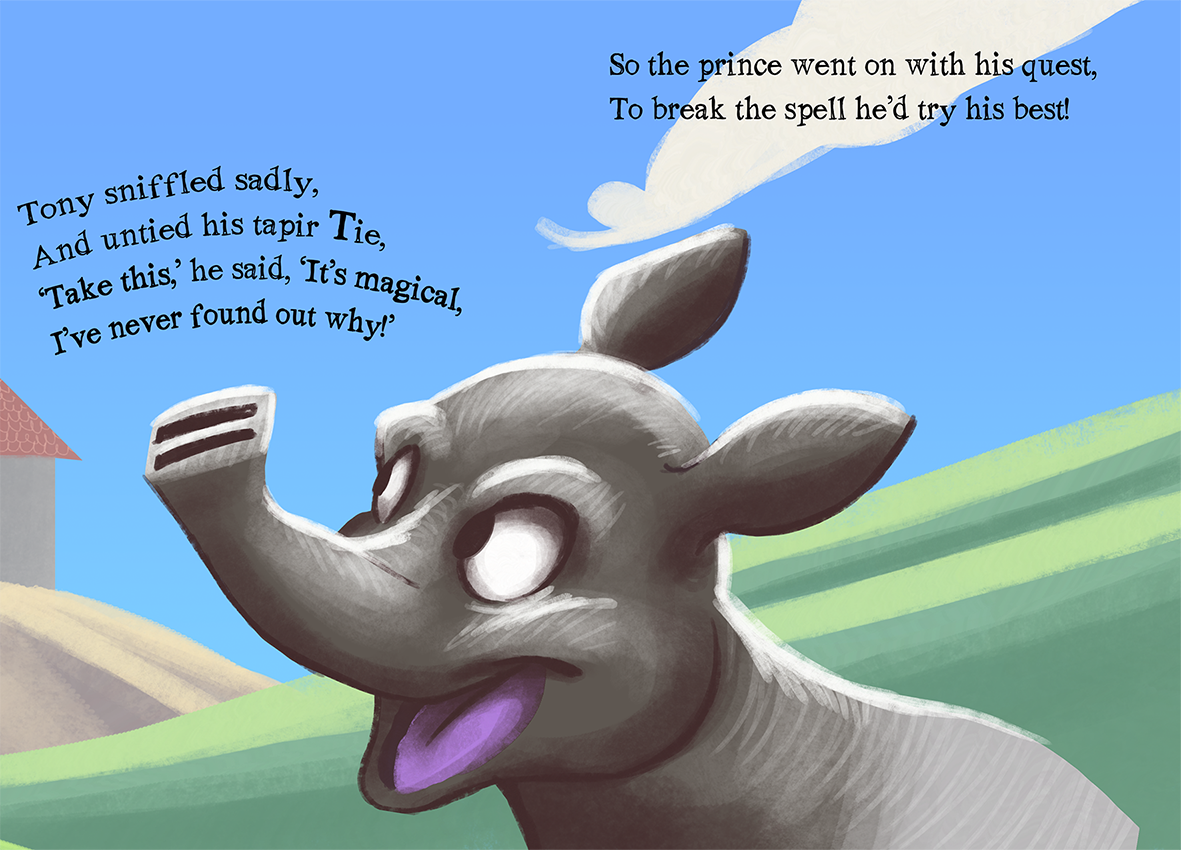 Tony sniffled sadly,
And untied his tapir Tie,
‘Take this,’ he said, ‘It’s magical,
I’ve never found out why!’
So the prince went on with his quest,
To break the spell he’d try his best!